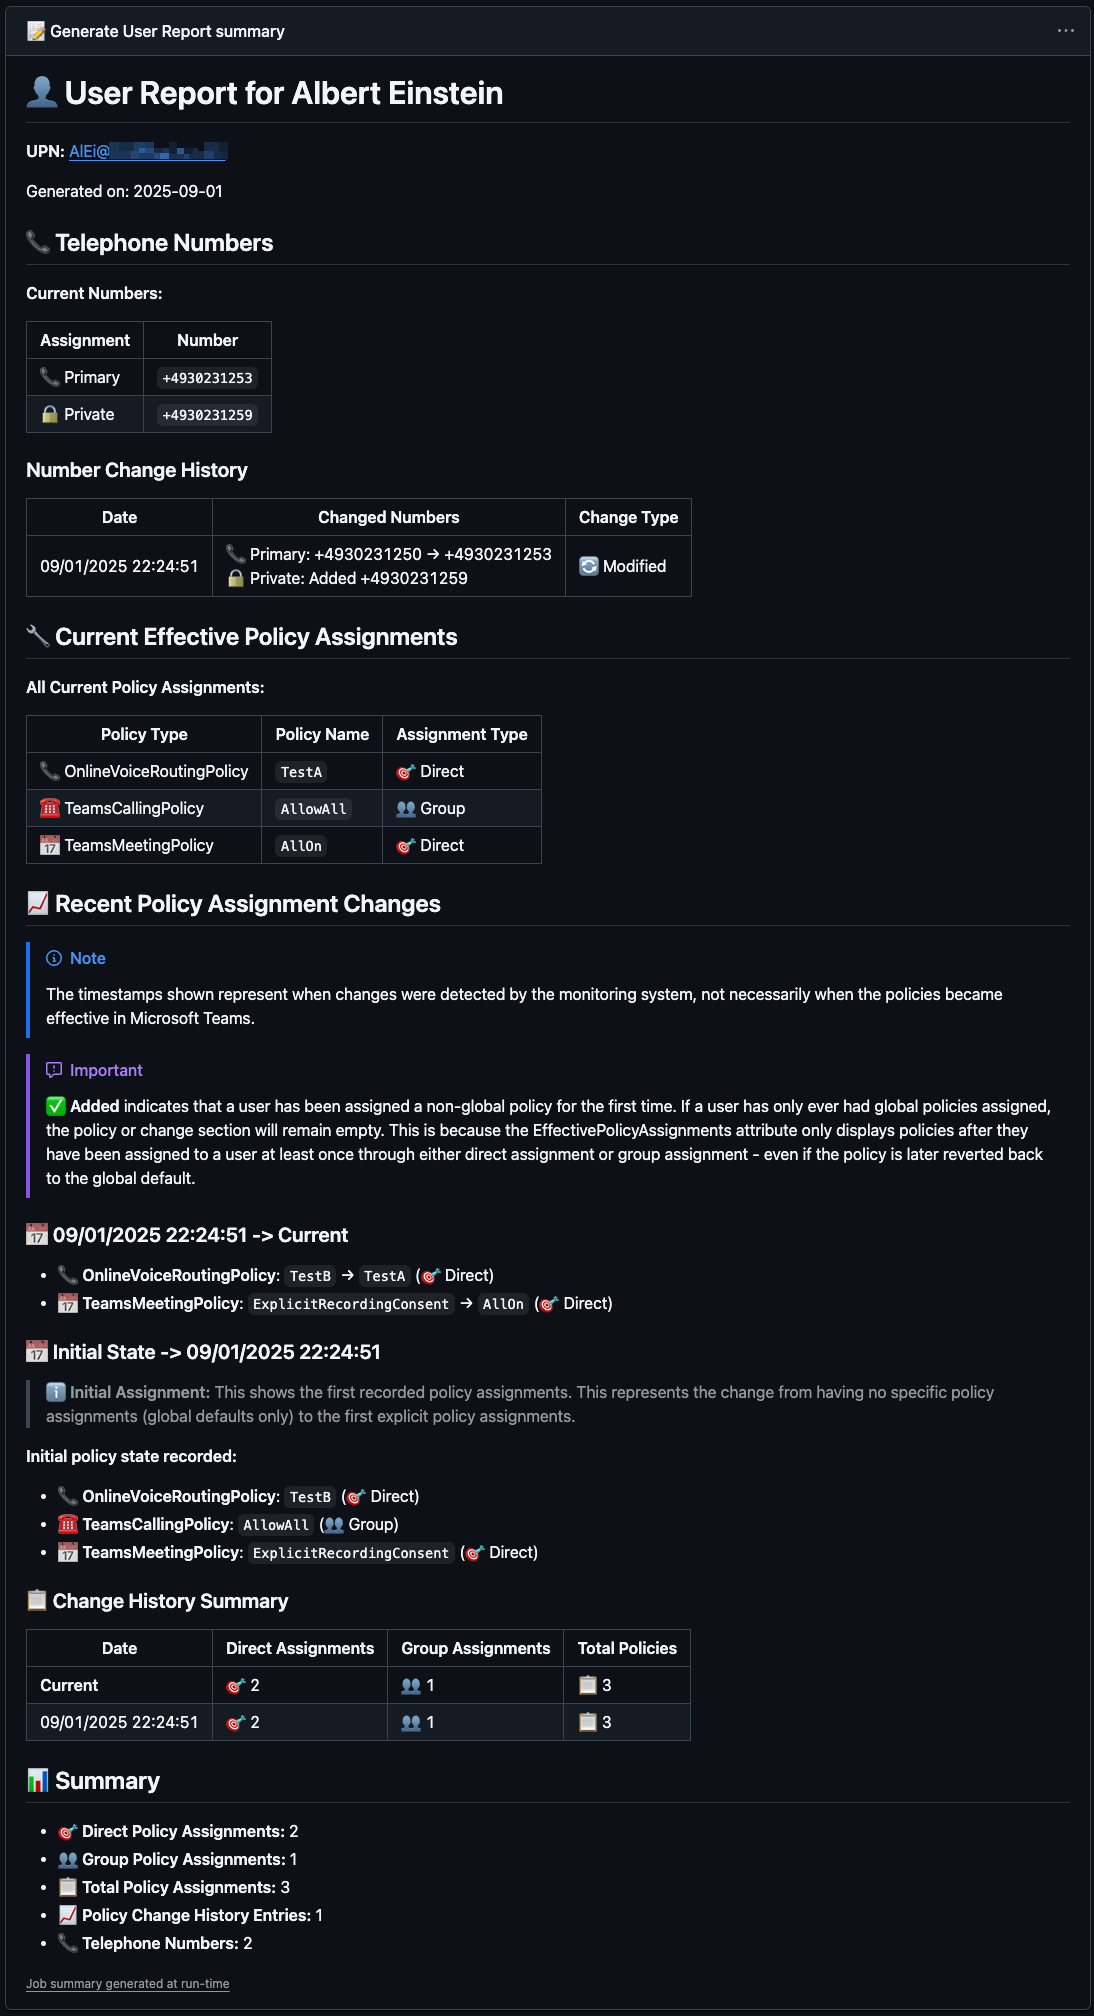 Generate User Report summary
User Report for Albert Einstein
UPN: AlEi@
Generated on: 2025-09-01
Telephone Numbers
Current Numbers:
Assignment Number
Primary +4930231253
Private +4930231259
Number Change History
Date Changed Numbers Change Type
09/01/2025 22:24:51 Primary: +4930231250 → +4930231253 Modified
Private: Added +4930231259
Current Effective Policy Assignments
All Current Policy Assignments:
Policy Type Policy Name Assignment Type
OnlineVoiceRoutingPolicy TestA Direct
TeamsCallingPolicy AllowAll Group
TeamsMeetingPolicy AllOn Direct
Recent Policy Assignment Changes
Note
The timestamps shown represent when changes were detected by the monitoring system, not necessarily when the policies became
effective in Microsoft Teams.
Important
Added indicates that a user has been assigned a non-global policy for the first time. If a user has only ever had global policies assigned,
the policy or change section will remain empty. This is because the EffectivePolicyAssignments attribute only displays policies after they
have been assigned to a user at least once through either direct assignment or group assignment - even if the policy is later reverted back
to the global default.
09/01/2025 22:24:51 -> Current
• OnlineVoiceRoutingPolicy: TestB → TestA (Direct)
• TeamsMeetingPolicy: ExplicitRecordingConsent → AllOn (Direct)
Initial State -> 09/01/2025 22:24:51
Initial Assignment: This shows the first recorded policy assignments. This represents the change from having no specific policy
assignments (global defaults only) to the first explicit policy assignments.
Initial policy state recorded:
• OnlineVoiceRoutingPolicy: TestB (Direct)
• TeamsCallingPolicy: AllowAll (Group)
• TeamsMeetingPolicy: ExplicitRecordingConsent (Direct)
Change History Summary
Date Direct Assignments Group Assignments Total Policies
Current 2 1 3
09/01/2025 22:24:51 2 1 3
Summary
• Direct Policy Assignments: 2
• Group Policy Assignments: 1
• Total Policy Assignments: 3
• Policy Change History Entries: 1
• Telephone Numbers: 2
Job summary generated at run-time